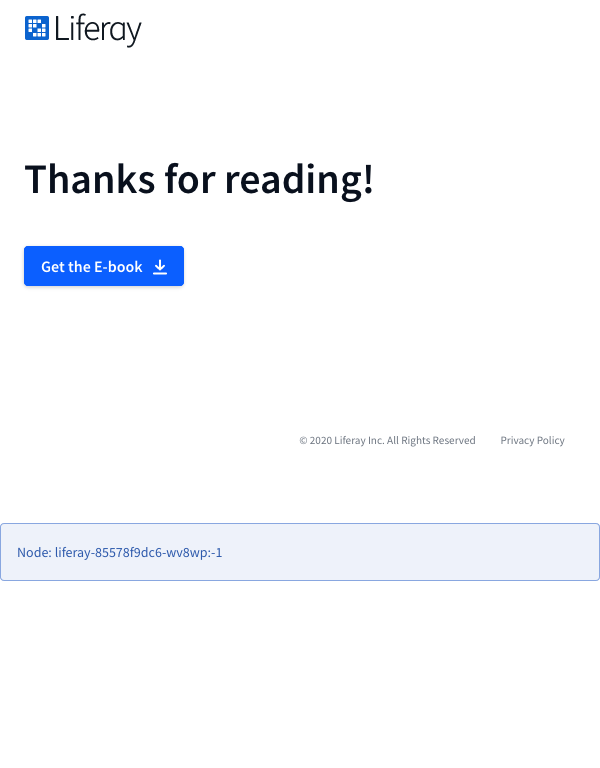 Liferay
Thanks for reading!
Get the E-book
© 2020 Liferay Inc. All Rights Reserved Privacy Policy
Node: liferay-85578f9dc6-wv8wp:-1